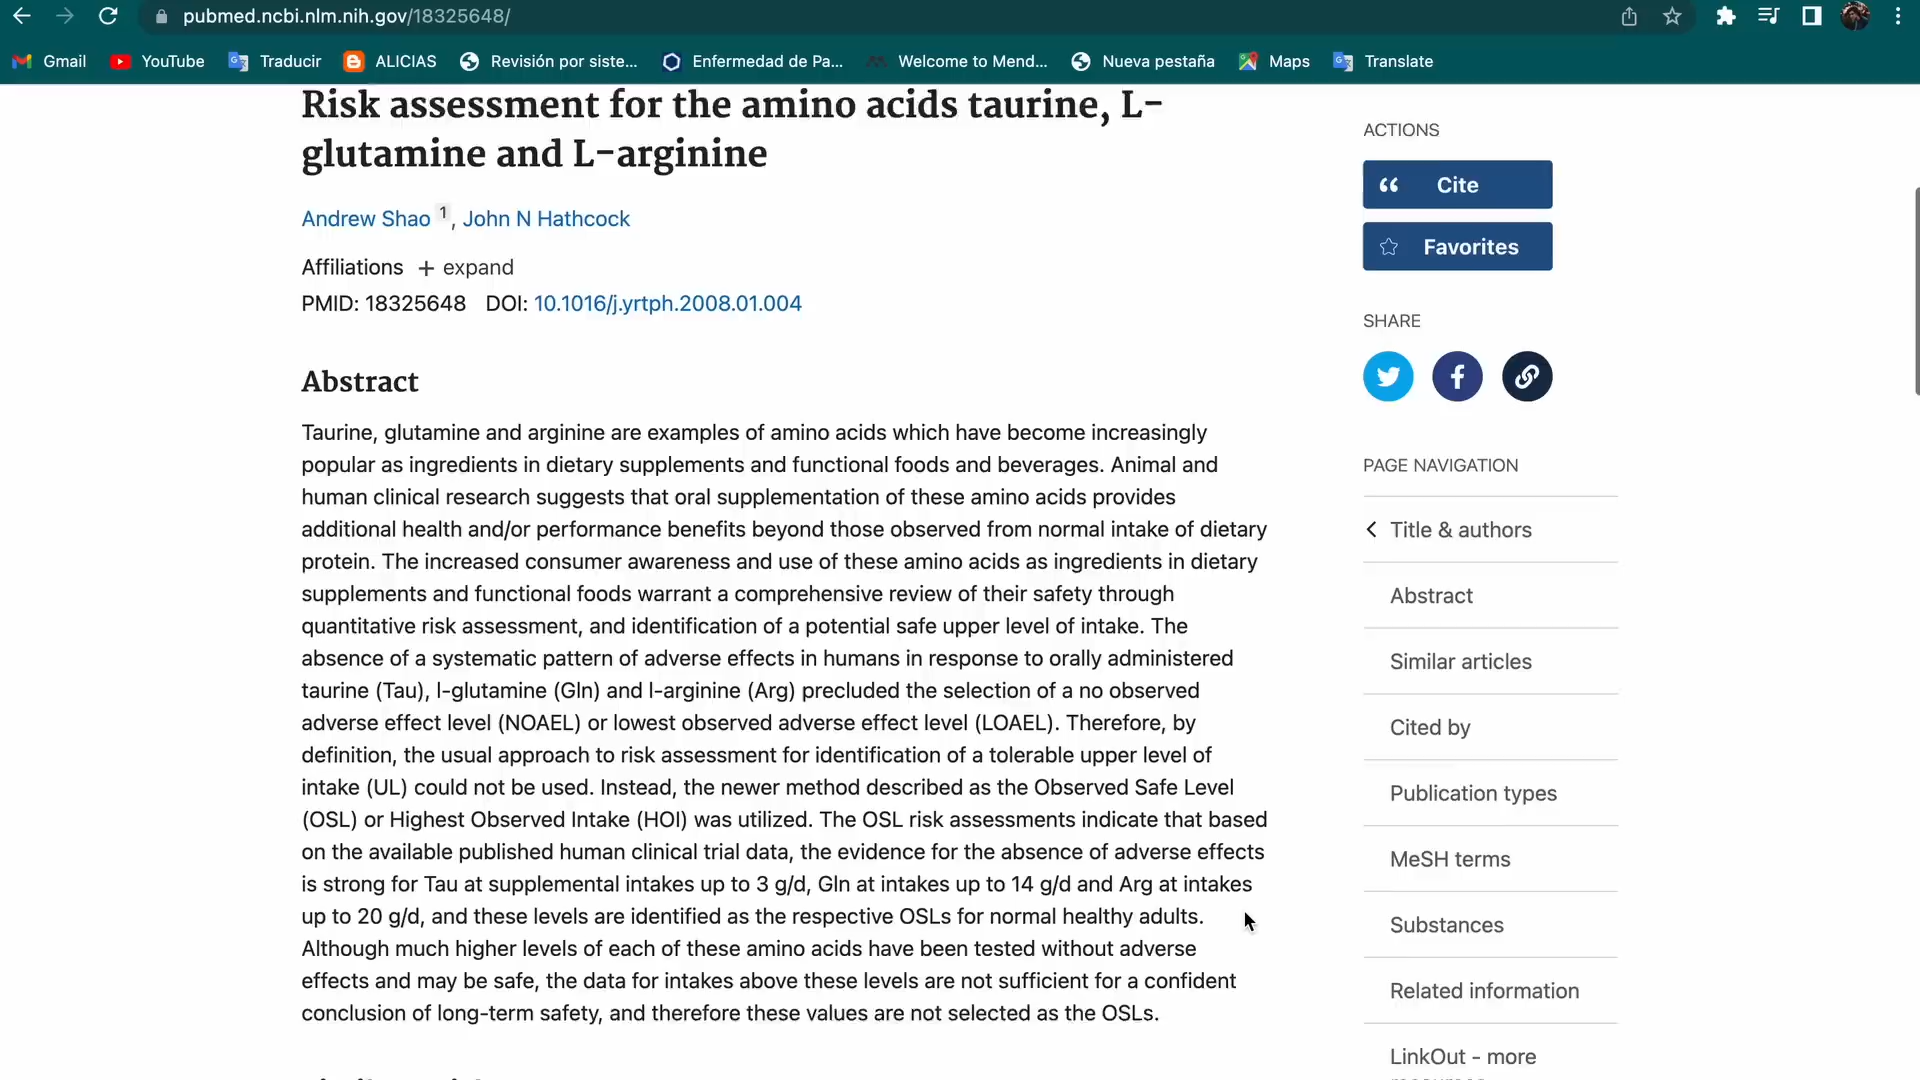 pubmed.ncbi.nlm.nih.gov/18325648/
Gmail YouTube Traducir ALICIAS Revisión por siste... Enfermedad de Pa... Welcome to Mend... Nueva pestaña Maps Translate
Risk assessment for the amino acids taurine, L-
glutamine and L-arginine
Andrew Shao 1, John N Hathcock
Affiliations + expand
PMID: 18325648 DOI: 10.1016/j.yrtph.2008.01.004
Abstract
Taurine, glutamine and arginine are examples of amino acids which have become increasingly
popular as ingredients in dietary supplements and functional foods and beverages. Animal and
human clinical research suggests that oral supplementation of these amino acids provides
additional health and/or performance benefits beyond those observed from normal intake of dietary
protein. The increased consumer awareness and use of these amino acids as ingredients in dietary
supplements and functional foods warrant a comprehensive review of their safety through
quantitative risk assessment, and identification of a potential safe upper level of intake. The
absence of a systematic pattern of adverse effects in humans in response to orally administered
taurine (Tau), l-glutamine (Gln) and l-arginine (Arg) precluded the selection of a no observed
adverse effect level (NOAEL) or lowest observed adverse effect level (LOAEL). Therefore, by
definition, the usual approach to risk assessment for identification of a tolerable upper level of
intake (UL) could not be used. Instead, the newer method described as the Observed Safe Level
(OSL) or Highest Observed Intake (HOI) was utilized. The OSL risk assessments indicate that based
on the available published human clinical trial data, the evidence for the absence of adverse effects
is strong for Tau at supplemental intakes up to 3 g/d, Gln at intakes up to 14 g/d and Arg at intakes
up to 20 g/d, and these levels are identified as the respective OSLs for normal healthy adults.
Although much higher levels of each of these amino acids have been tested without adverse
effects and may be safe, the data for intakes above these levels are not sufficient for a confident
conclusion of long-term safety, and therefore these values are not selected as the OSLs.
ACTIONS
Cite
Favorites
SHARE
PAGE NAVIGATION
Title & authors
Abstract
Similar articles
Cited by
Publication types
MeSH terms
Substances
Related information
LinkOut - more